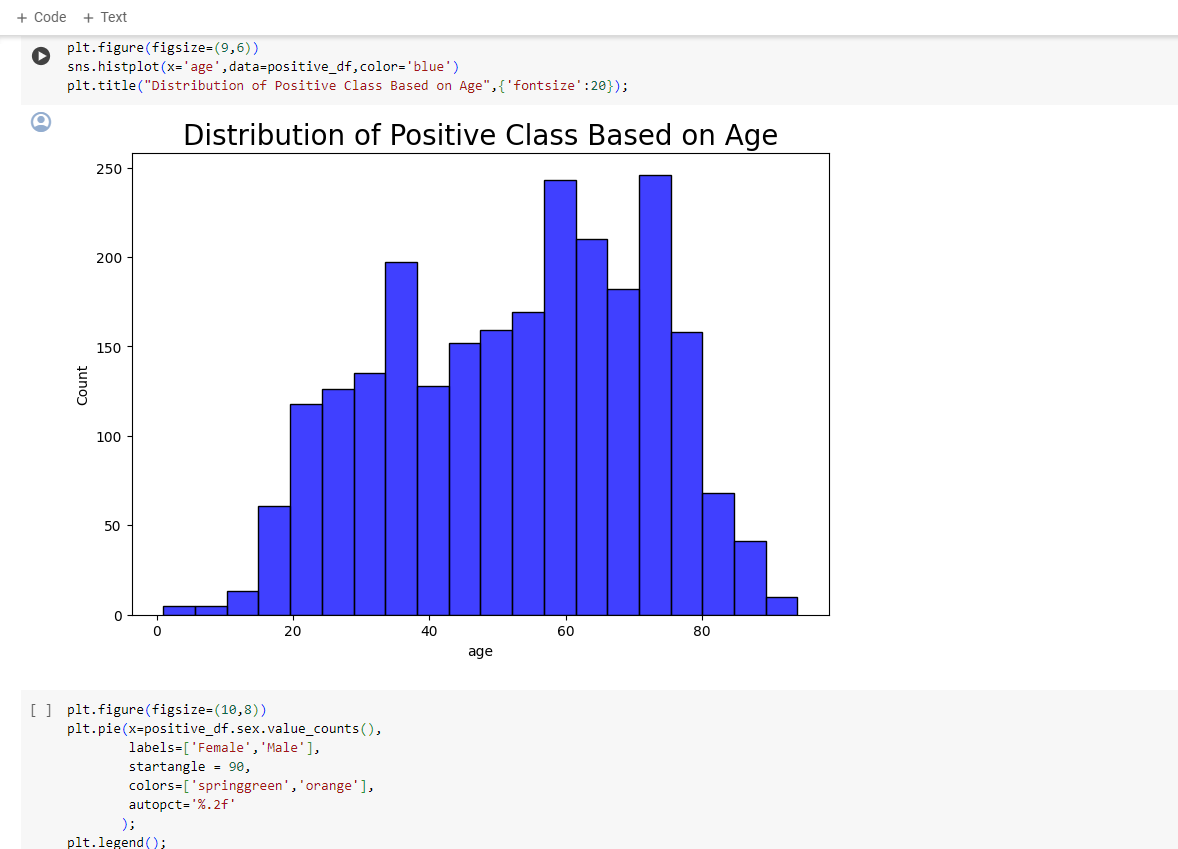 + Code + Text
plt.figure(figsize=(9,6))
sns.histplot(x='age',data=positive_df,color='blue')
plt.title("Distribution of Positive Class Based on Age",{'fontsize':20});
Distribution of Positive Class Based on Age
250
200
150
100
50
0
Count
0 20 40 60 80
age
[ ] plt.figure(figsize=(10,8))
plt.pie(x=positive_df.sex.value_counts(),
labels=['Female','Male'],
startangle = 90,
colors=['springgreen','orange'],
autopct='%.2f'
);
plt.legend();